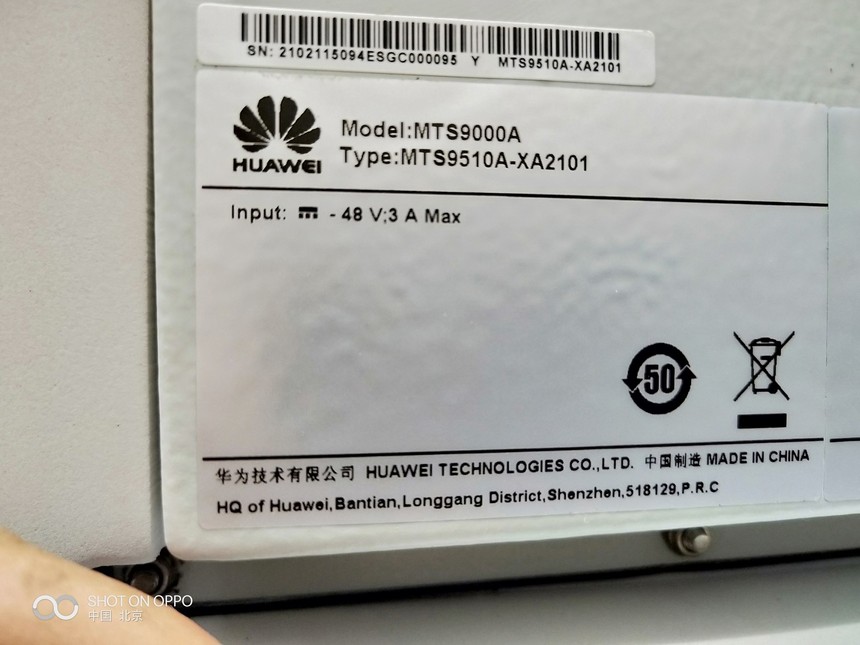 SN: 2102115094ESGC000095 Y MTS9510A-XA2101
HUAWEI
Model:MTS9000A
Type:MTS9510A-XA2101
Input: - 48 V;3 A Max
50
华为技术有限公司 HUAWEI TECHNOLOGIES CO.,LTD. 中国制造 MADE IN CHINA
HQ of Huawei,Bantian,Longgang District,Shenzhen,518129,P.R.C
SHOT ON OPPO
中国 北京